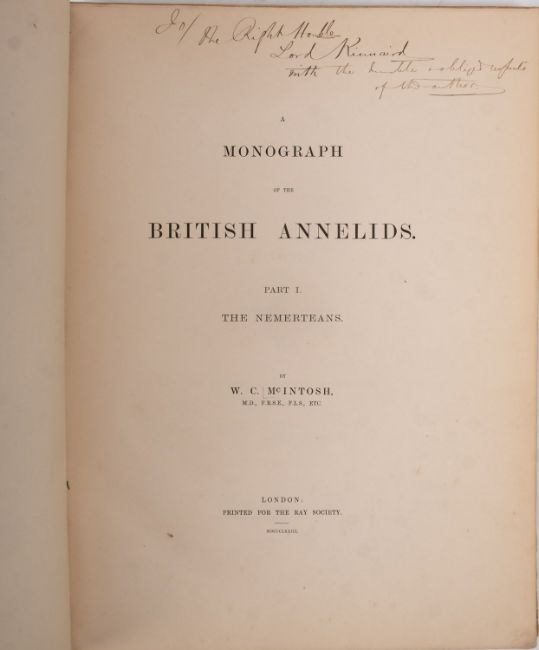 To/ the Right Honble
Lord Kinnaird
with the humble & obliged respects
of the author.
A
MONOGRAPH
OF THE
BRITISH ANNELIDS.
PART I.
THE NEMERTEANS.
BY
W. C. McINTOSH,
M.D., F.R.S.E., F.L.S., ETC.
LONDON:
PRINTED FOR THE RAY SOCIETY.